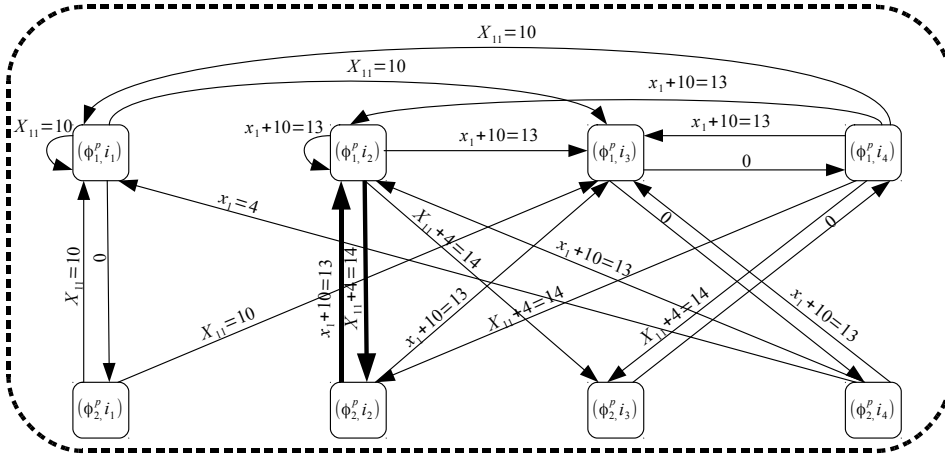 X₁₁=10
X₁₁=10
x₁+10=13
X₁₁=10
x₁+10=13
x₁+10=13
x₁+10=13
(ϕ₁ᵖ, i₁)
(ϕ₁ᵖ, i₂)
(ϕ₁ᵖ, i₃)
0
(ϕ₁ᵖ, i₄)
x₁=4
X₁₁+4=14
0
X₁₁=10
0
x₁+10=13
X₁₁+4=14
x₁+10=13
0
X₁₁=10
x₁+10=13
X₁₁+4=14
X₁₁+4=14
x₁+10=13
(ϕ₂ᵖ, i₁)
(ϕ₂ᵖ, i₂)
(ϕ₂ᵖ, i₃)
(ϕ₂ᵖ, i₄)